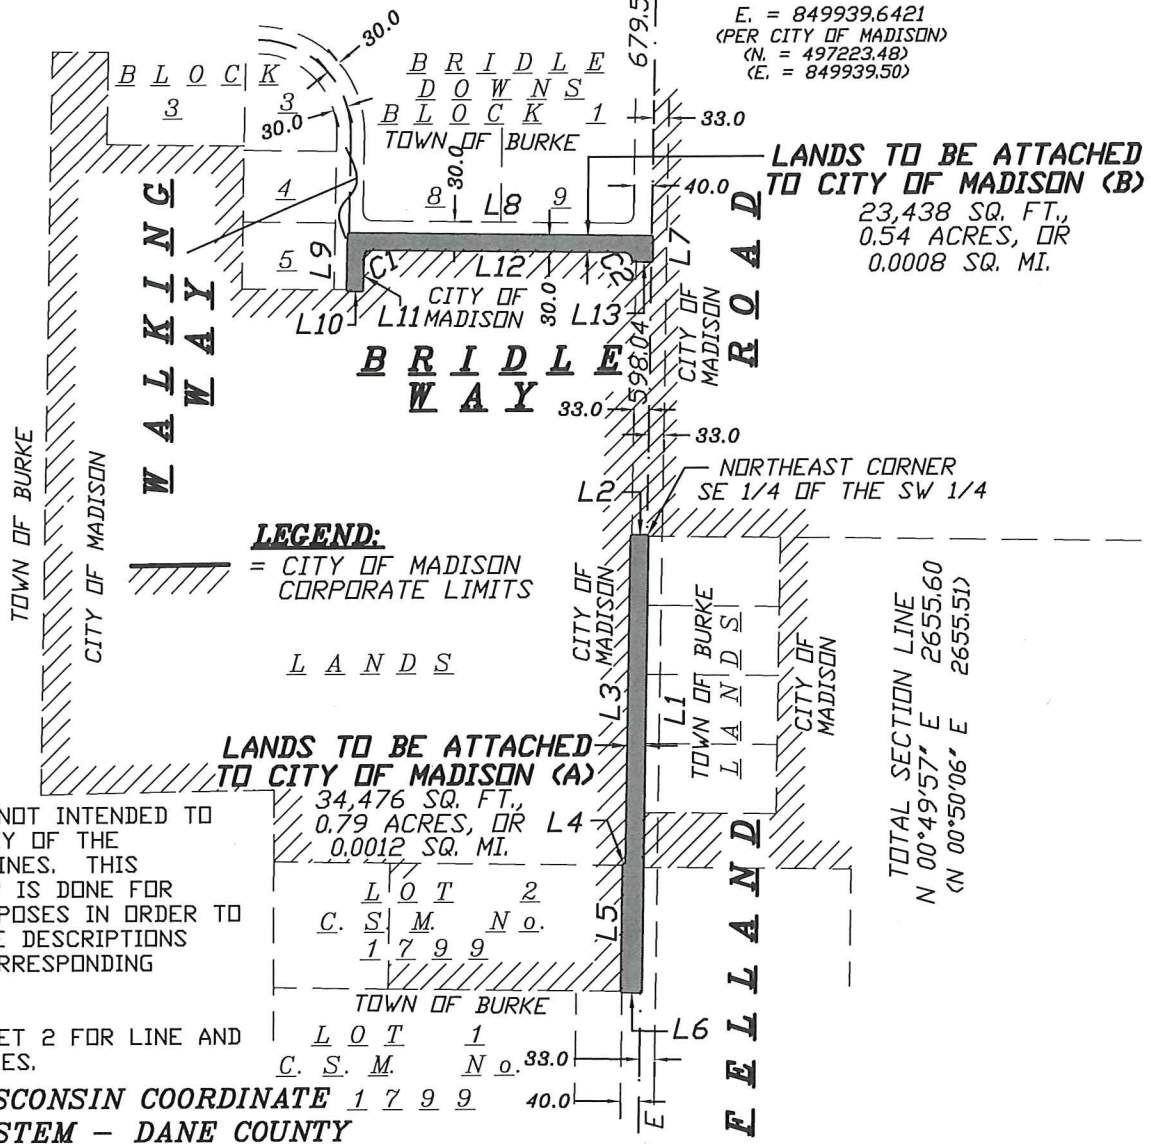 E. = 849939.6421
(PER CITY OF MADISON)
(N. = 497223.48)
(E. = 849939.50)
679.5
30.0
BLOCK
3
3
30.0
BRIDLE
DOWNS
BLOCK 1
TOWN OF BURKE
33.0
LANDS TO BE ATTACHED
TO CITY OF MADISON (B)
23,438 SQ. FT.,
0.54 ACRES, OR
0.0008 SQ. MI.
40.0
30.0
4
8
L8
9
5
L9
C1
L12
C2
L7
CITY OF
MADISON
30.0
L10
L11
L13
598.04
CITY OF
MADISON
ROAD
WALKING
WAY
BRIDLE
WAY
33.0
33.0
NORTHEAST CORNER
SE 1/4 OF THE SW 1/4
L2
TOWN OF BURKE
CITY OF MADISON
LEGEND:
= CITY OF MADISON
CORPORATE LIMITS
CITY OF
MADISON
LANDS
L3
L1
TOWN OF BURKE
LANDS
CITY OF
MADISON
TOTAL SECTION LINE
N 00°49'57" E 2655.60
(N 00°50'06" E 2655.51)
LANDS TO BE ATTACHED
TO CITY OF MADISON (A)
34,476 SQ. FT.,
0.79 ACRES, OR
0.0012 SQ. MI.
L4
NOT INTENDED TO
Y OF THE
INES. THIS
IS DONE FOR
POSES IN ORDER TO
E DESCRIPTIONS
RRESPONDING
LOT 2
C.S.M. No.
1799
L5
TOWN OF BURKE
LOT 1
C.S.M. No.
1799
33.0
40.0
L6
FELLAND
E
ET 2 FOR LINE AND
ES.
SCONSIN COORDINATE
STEM – DANE COUNTY